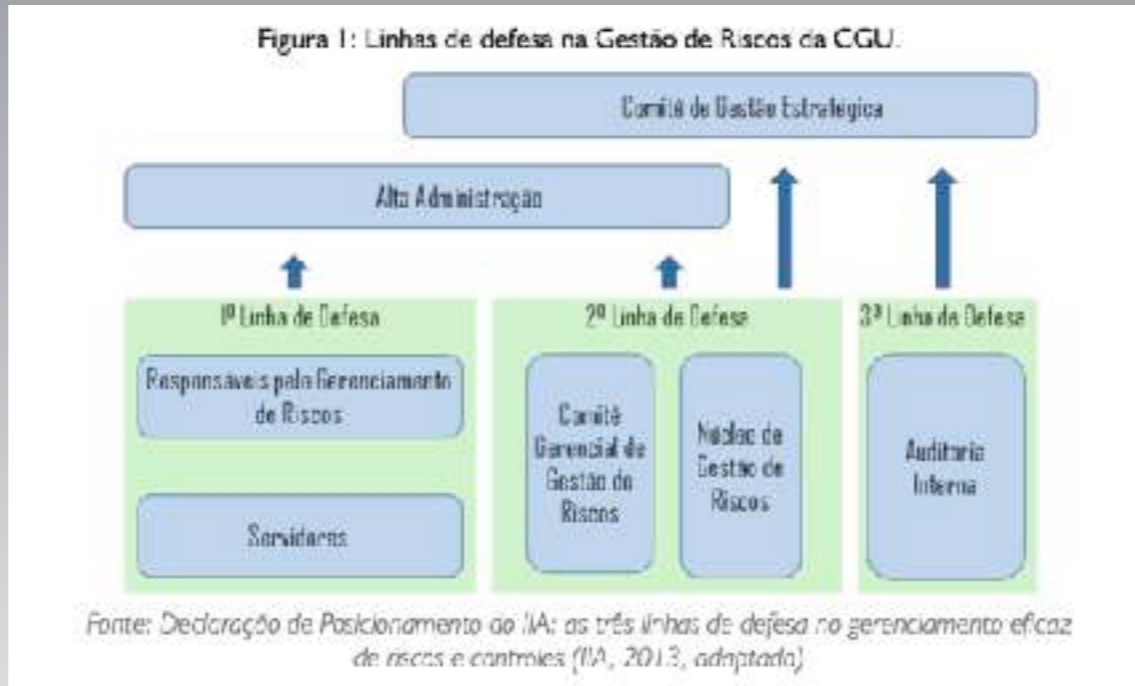 Figura 1: Linhas de defesa na Gestão de Riscos da CGU.
Comitê de Gestão Estratégica
Alta Administração
1ª Linha de Defesa
Responsáveis pelo Gerenciamento
de Riscos
Servidores
2ª Linha de Defesa
Comitê
Gerencial de
Gestão de
Riscos
Núcleo de
Gestão de
Riscos
3ª Linha de Defesa
Auditoria
Interna
Fonte: Declaração de Posicionamento do IIA: as três linhas de defesa no gerenciamento eficaz
de riscos e controles (IIA, 2013, adaptado)